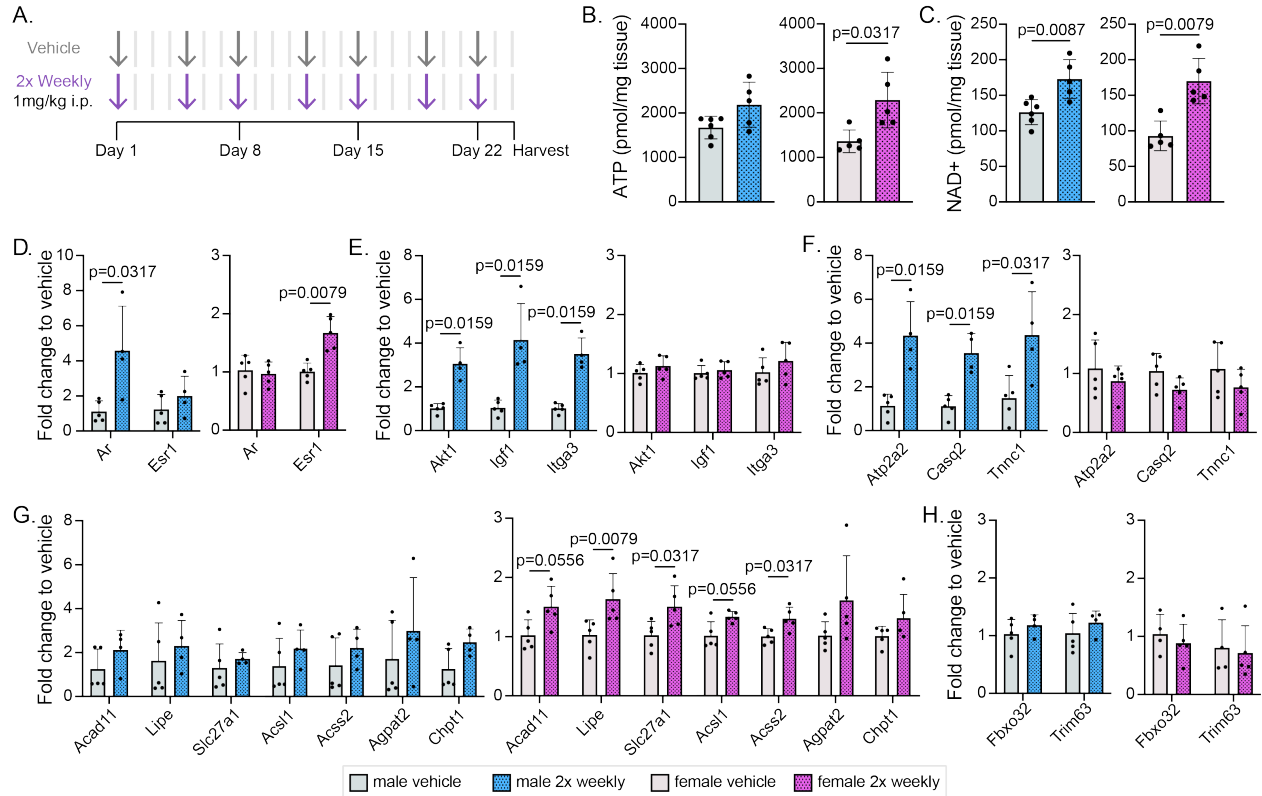 A.
Vehicle
2x Weekly
1mg/kg i.p.
Day 1
Day 8
Day 15
Day 22
Harvest
B.
ATP (pmol/mg tissue)
4000
3000
2000
1000
0
4000
3000
2000
1000
0
p=0.0317
C.
NAD+ (pmol/mg tissue)
250
200
150
100
50
0
p=0.0087
250
200
150
100
50
0
p=0.0079
D.
Fold change to vehicle
10
8
6
4
2
0
p=0.0317
Ar
Esr1
3
2
1
0
p=0.0079
Ar
Esr1
E.
Fold change to vehicle
8
6
4
2
0
p=0.0159
p=0.0159
p=0.0159
Akt1
Igf1
Itga3
3
2
1
0
Akt1
Igf1
Itga3
F.
Fold change to vehicle
8
6
4
2
0
p=0.0159
p=0.0159
p=0.0317
Atp2a2
Casq2
Tnnc1
3
2
1
0
Atp2a2
Casq2
Tnnc1
G.
Fold change to vehicle
8
6
4
2
0
Acad11
Lipe
Slc27a1
Acsl1
Acss2
Agpat2
Chpt1
3
2
1
0
p=0.0556
p=0.0079
p=0.0317
p=0.0556
p=0.0317
Acad11
Lipe
Slc27a1
Acsl1
Acss2
Agpat2
Chpt1
H.
Fold change to vehicle
3
2
1
0
Fbxo32
Trim63
3
2
1
0
Fbxo32
Trim63
male vehicle
male 2x weekly
female vehicle
female 2x weekly